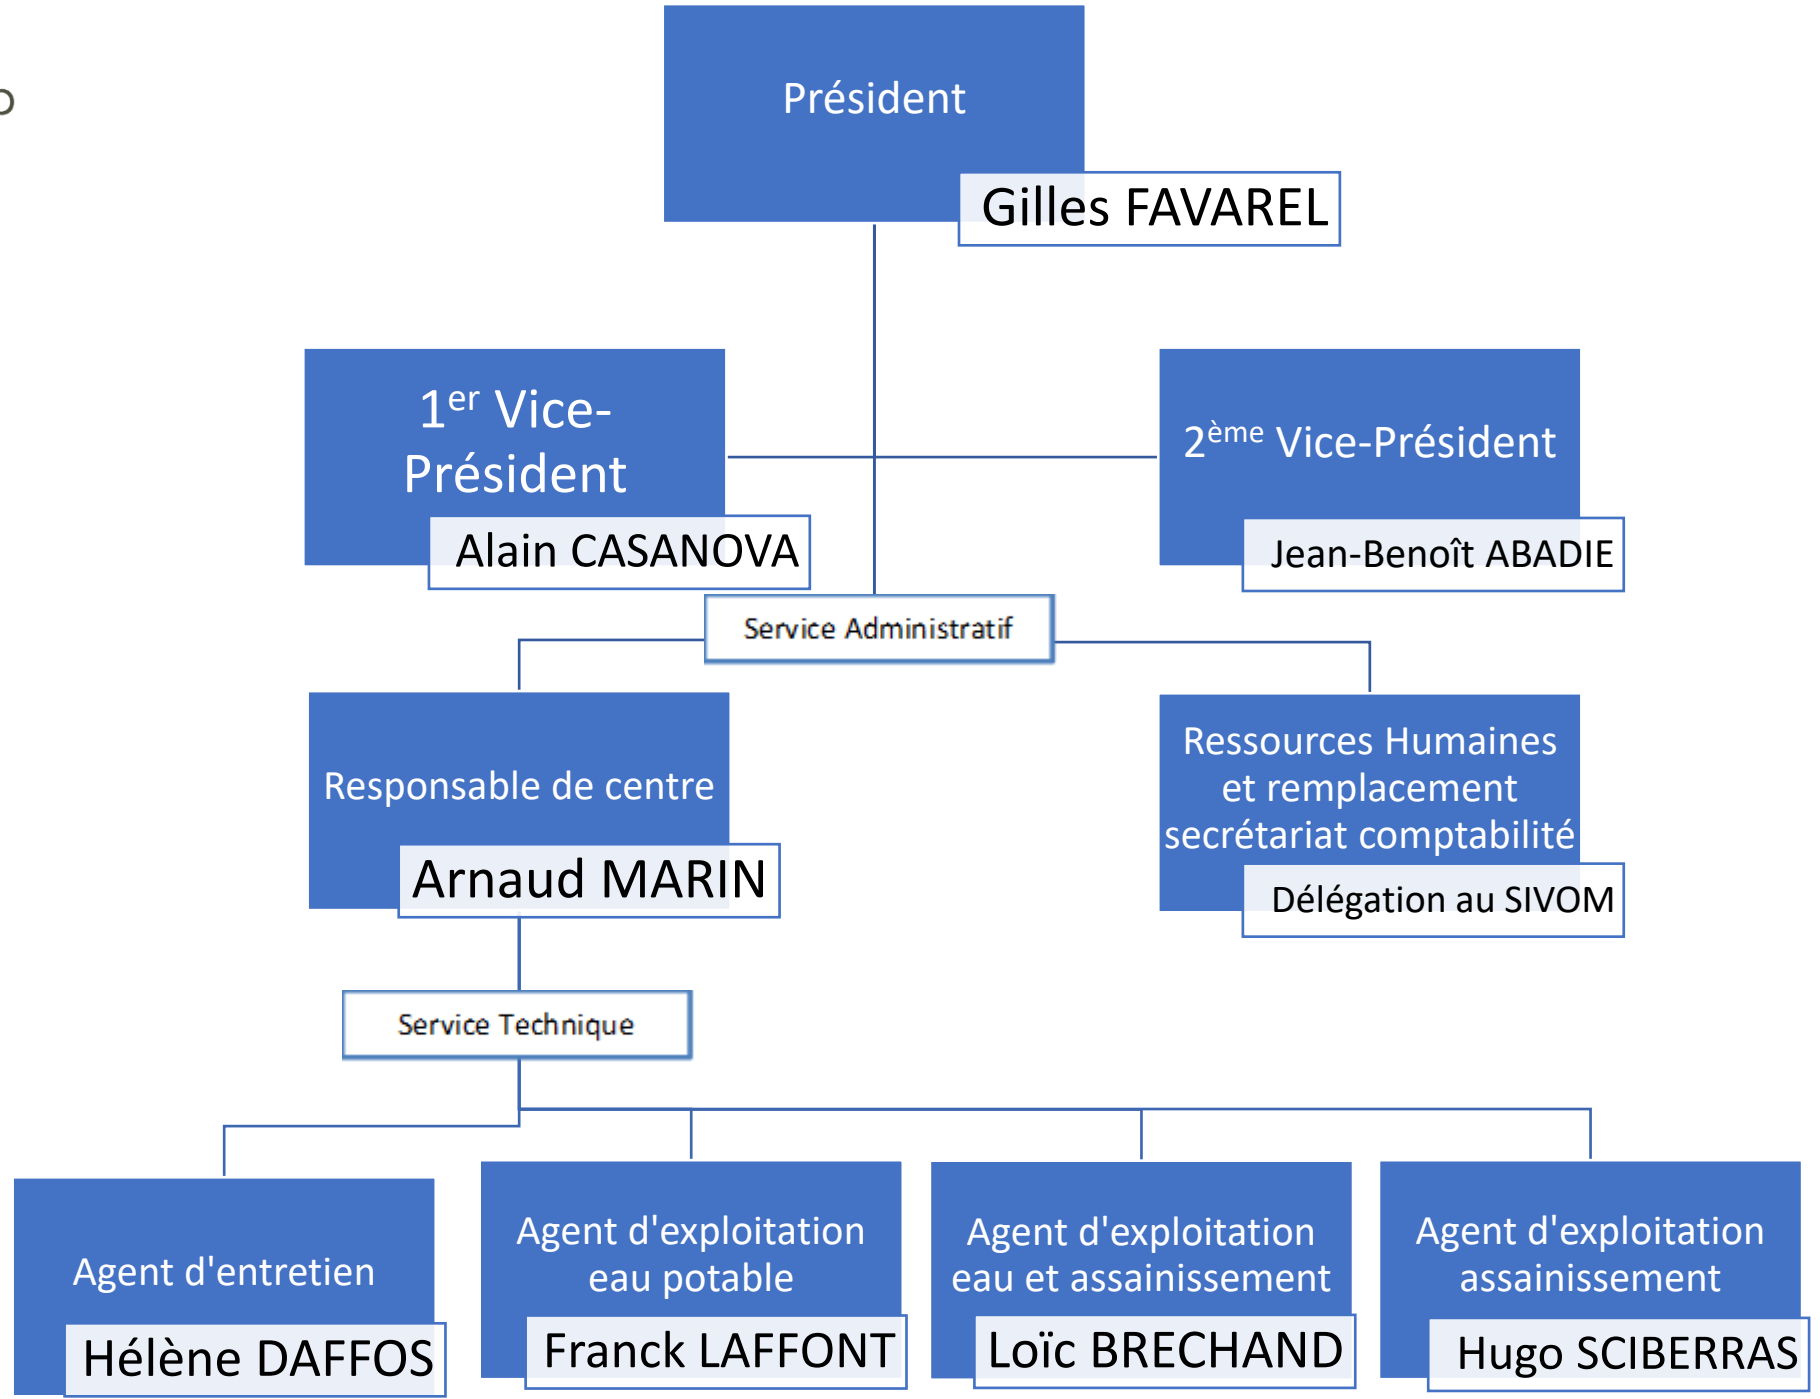 Président
Gilles FAVAREL
1er Vice-
Président
Alain CASANOVA
2ème Vice-Président
Jean-Benoît ABADIE
Service Administratif
Responsable de centre
Arnaud MARIN
Ressources Humaines
et remplacement
secrétariat comptabilité
Délégation au SIVOM
Service Technique
Agent d'entretien
Hélène DAFFOS
Agent d'exploitation
eau potable
Franck LAFFONT
Agent d'exploitation
eau et assainissement
Loïc BRECHAND
Agent d'exploitation
assainissement
Hugo SCIBERRAS